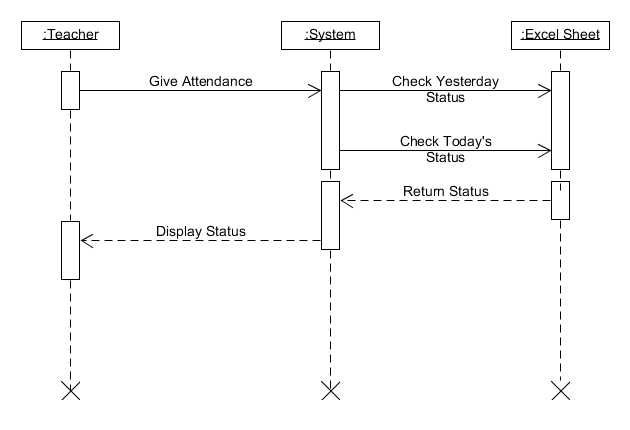 :Teacher
:System
:Excel Sheet
Give Attendance
Check Yesterday
Status
Check Today's
Status
Return Status
Display Status